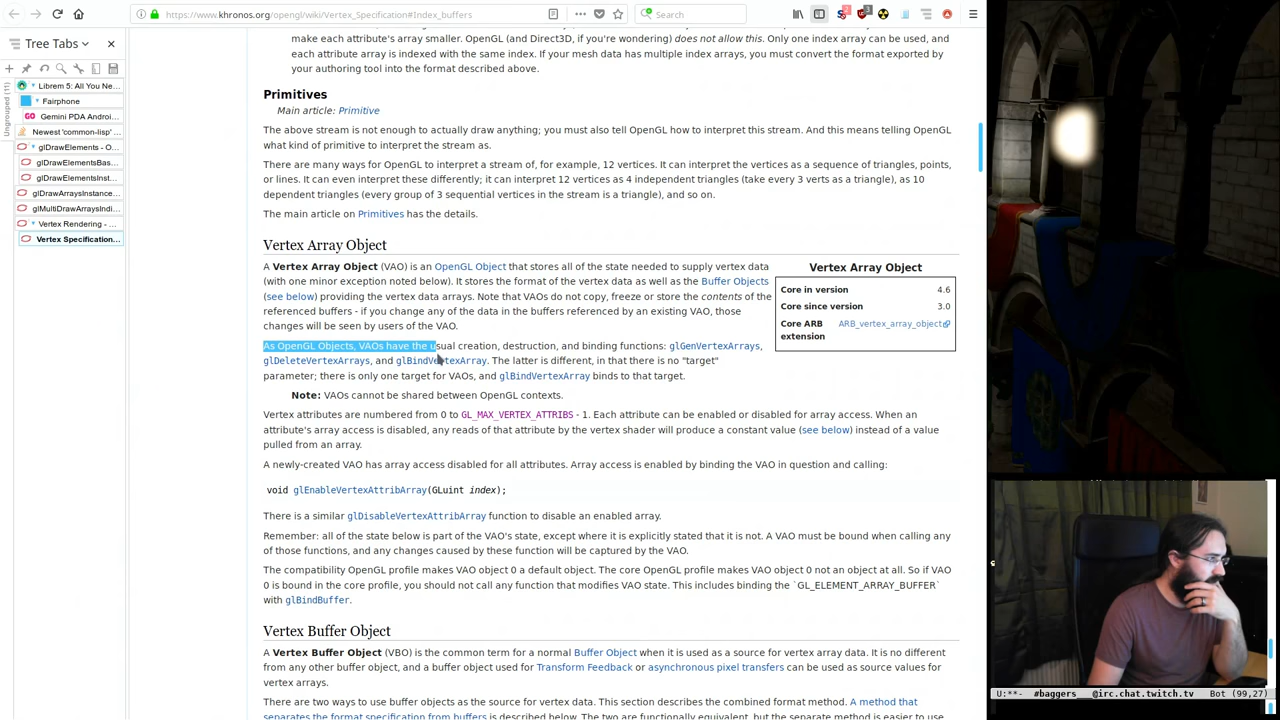 https://www.khronos.org/opengl/wiki/Vertex_Specification#Index_buffers
Search
2
3
Tree Tabs
Ungrouped (11)
Librem 5: All You Ne...
Fairphone
GO Gemini PDA Androi...
Newest 'common-lisp' ...
glDrawElements - O...
glDrawElementsBas...
glDrawElementsInst...
glDrawArraysInstance...
glMultiDrawArraysIndi...
Vertex Rendering - ...
Vertex Specification...
make each attribute's array smaller. OpenGL (and Direct3D, if you're wondering) does not allow this. Only one index array can be used, and
each attribute array is indexed with the same index. If your mesh data has multiple index arrays, you must convert the format exported by
your authoring tool into the format described above.
Primitives
Main article: Primitive
The above stream is not enough to actually draw anything; you must also tell OpenGL how to interpret this stream. And this means telling OpenGL
what kind of primitive to interpret the stream as.
There are many ways for OpenGL to interpret a stream of, for example, 12 vertices. It can interpret the vertices as a sequence of triangles, points,
or lines. It can even interpret these differently; it can interpret 12 vertices as 4 independent triangles (take every 3 verts as a triangle), as 10
dependent triangles (every group of 3 sequential vertices in the stream is a triangle), and so on.
The main article on Primitives has the details.
Vertex Array Object
A Vertex Array Object (VAO) is an OpenGL Object that stores all of the state needed to supply vertex data
(with one minor exception noted below). It stores the format of the vertex data as well as the Buffer Objects
(see below) providing the vertex data arrays. Note that VAOs do not copy, freeze or store the contents of the
referenced buffers - if you change any of the data in the buffers referenced by an existing VAO, those
changes will be seen by users of the VAO.
Vertex Array Object
Core in version 4.6
Core since version 3.0
Core ARB ARB_vertex_array_object
extension
As OpenGL Objects, VAOs have the usual creation, destruction, and binding functions: glGenVertexArrays,
glDeleteVertexArrays, and glBindVertexArray. The latter is different, in that there is no "target"
parameter; there is only one target for VAOs, and glBindVertexArray binds to that target.
Note: VAOs cannot be shared between OpenGL contexts.
Vertex attributes are numbered from 0 to GL_MAX_VERTEX_ATTRIBS - 1. Each attribute can be enabled or disabled for array access. When an
attribute's array access is disabled, any reads of that attribute by the vertex shader will produce a constant value (see below) instead of a value
pulled from an array.
A newly-created VAO has array access disabled for all attributes. Array access is enabled by binding the VAO in question and calling:
void glEnableVertexAttribArray(GLuint index);
There is a similar glDisableVertexAttribArray function to disable an enabled array.
Remember: all of the state below is part of the VAO's state, except where it is explicitly stated that it is not. A VAO must be bound when calling any
of those functions, and any changes caused by these function will be captured by the VAO.
The compatibility OpenGL profile makes VAO object 0 a default object. The core OpenGL profile makes VAO object 0 not an object at all. So if VAO
0 is bound in the core profile, you should not call any function that modifies VAO state. This includes binding the `GL_ELEMENT_ARRAY_BUFFER`
with glBindBuffer.
Vertex Buffer Object
A Vertex Buffer Object (VBO) is the common term for a normal Buffer Object when it is used as a source for vertex array data. It is no different
from any other buffer object, and a buffer object used for Transform Feedback or asynchronous pixel transfers can be used as source values for
vertex arrays.
There are two ways to use buffer objects as the source for vertex data. This section describes the combined format method. A method that
separates the format specification from buffers is described below. The two are functionally equivalent, but the separate method is easier to use
U:**- #baggers __@irc.chat.twitch.tv Bot (99,27)